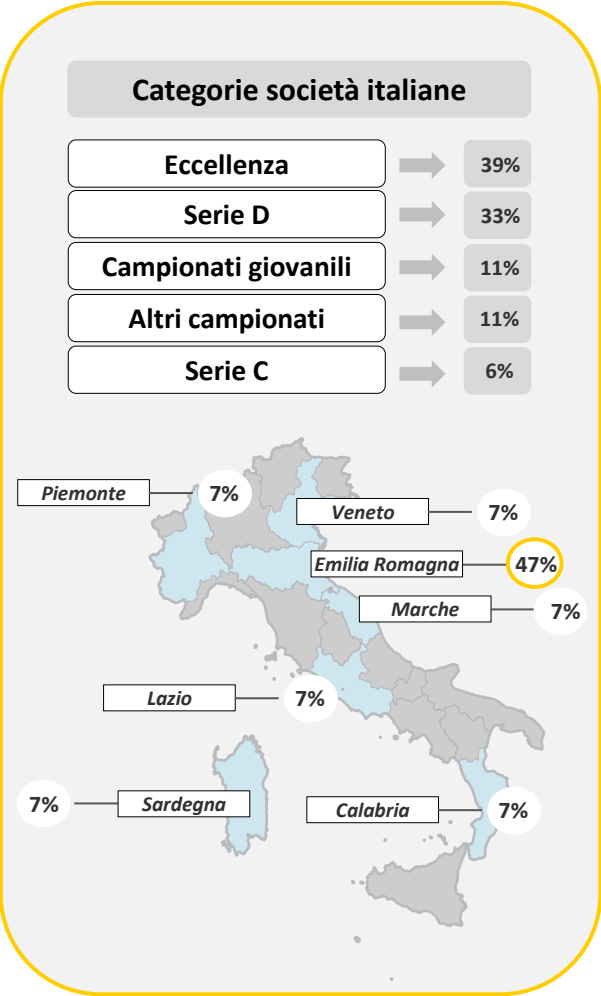 Categorie società italiane
Eccellenza 39%
Serie D 33%
Campionati giovanili 11%
Altri campionati 11%
Serie C 6%
Piemonte 7%
Veneto 7%
Emilia Romagna 47%
Marche 7%
Lazio 7%
7% Sardegna
Calabria 7%